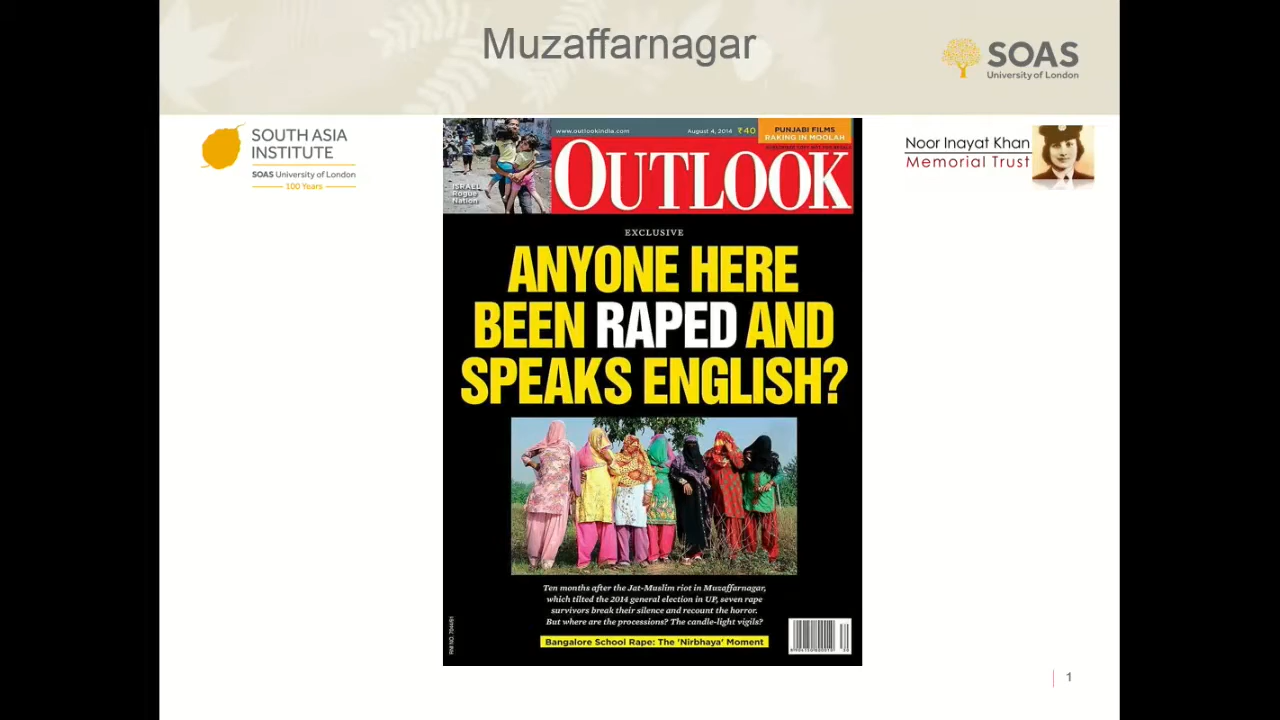 Muzaffarnagar
SOAS
University of London
SOUTH ASIA
INSTITUTE
SOAS University of London
100 Years
Noor Inayat Khan
Memorial Trust
www.outlookindia.com
August 4, 2014 ₹40
PUNJABI FILMS
RAKING IN MOOLAH
ISRAEL
Rogue
Nation
OUTLOOK
EXCLUSIVE
ANYONE HERE
BEEN RAPED AND
SPEAKS ENGLISH?
Ten months after the Jat-Muslim riot in Muzaffarnagar,
which tilted the 2014 general election in UP, seven rape
survivors break their silence and recount the horror.
But where are the processions? The candle-light vigils?
Bangalore School Rape: The 'Nirbhaya' Moment
1